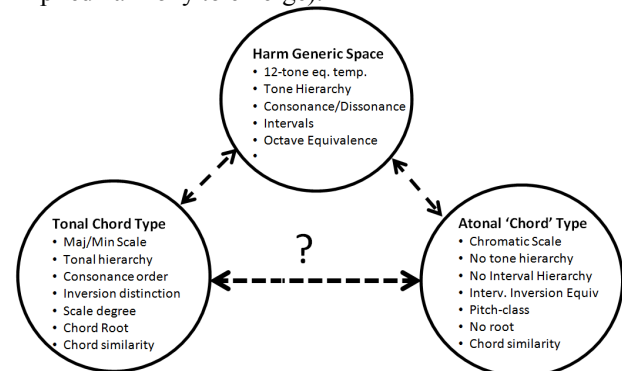 Harm Generic Space
• 12-tone eq. temp.
• Tone Hierarchy
• Consonance/Dissonance
• Intervals
• Octave Equivalence
•
Tonal Chord Type
• Maj/Min Scale
• Tonal hierarchy
• Consonance order
• Inversion distinction
• Scale degree
• Chord Root
• Chord similarity
?
Atonal ‘Chord’ Type
• Chromatic Scale
• No tone hierarchy
• No Interval Hierarchy
• Interv. Inversion Equiv
• Pitch-class
• No root
• Chord similarity